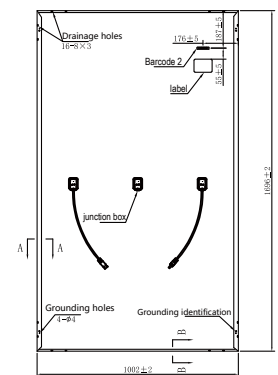 Drainage holes
16-8×3
176±5
187±5
Barcode 2
55±5
label
1696±2
junction box
A A
Grounding holes
4-φ4
Grounding identification
B
B
1002±2